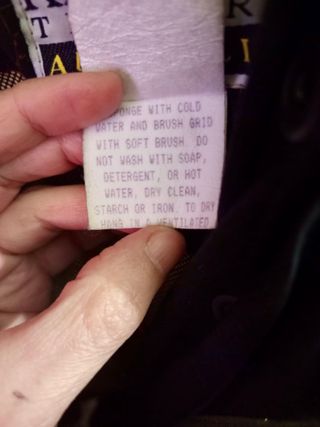 SPONGE WITH COLD
WATER AND BRUSH GRID
WITH SOFT BRUSH. DO
NOT WASH WITH SOAP,
DETERGENT, OR HOT
WATER, DRY CLEAN,
STARCH OR IRON. TO DRY
HANG IN A VENTILATED